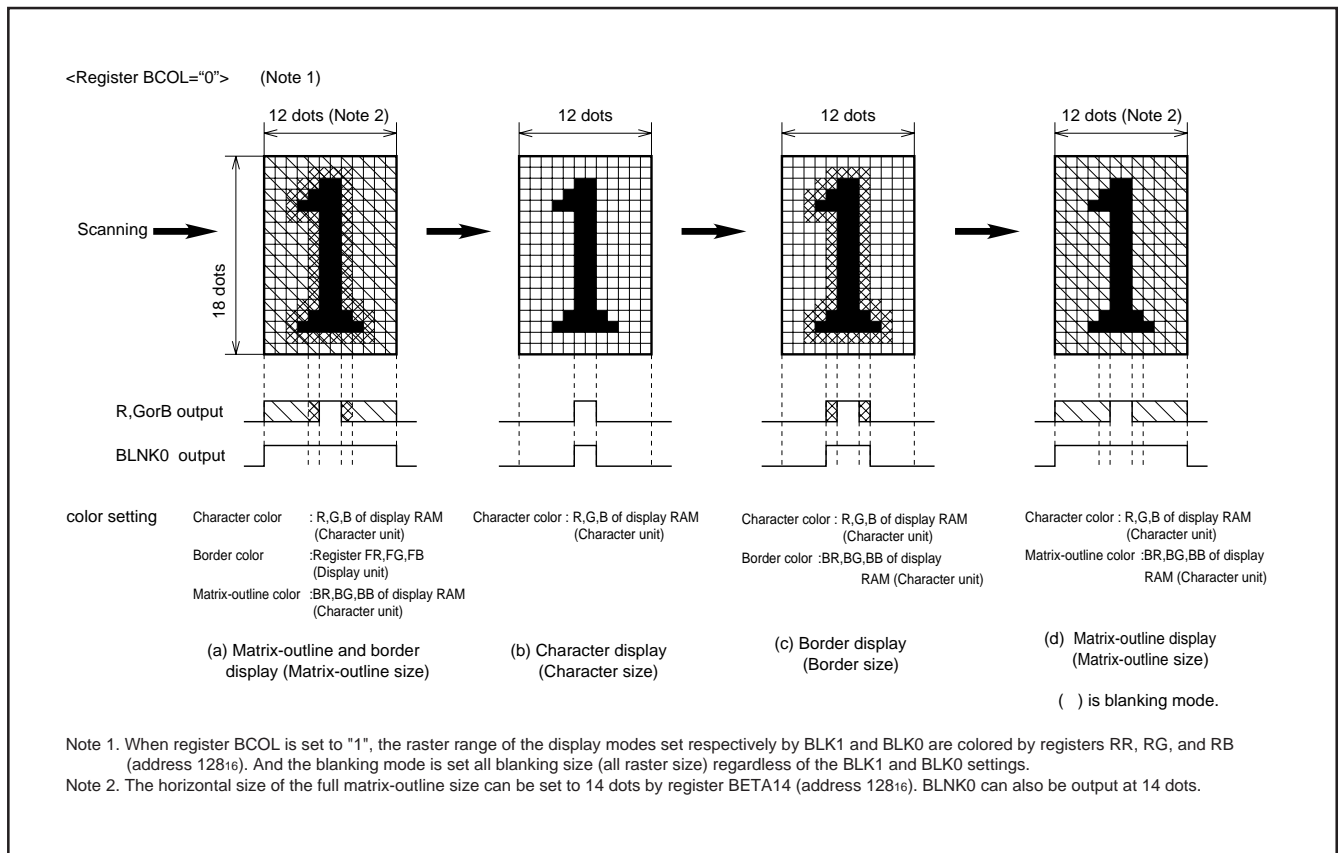 <Register BCOL=“0”> (Note 1)
12 dots (Note 2) 12 dots 12 dots 12 dots (Note 2)
Scanning
18 dots
R,GorB output
BLNK0 output
color setting
Character color : R,G,B of display RAM
(Character unit)
Border color :Register FR,FG,FB
(Display unit)
Matrix-outline color :BR,BG,BB of display RAM
(Character unit)
(a) Matrix-outline and border
display (Matrix-outline size)
Character color : R,G,B of display RAM
(Character unit)
(b) Character display
(Character size)
Character color : R,G,B of display RAM
(Character unit)
Border color :BR,BG,BB of display
RAM (Character unit)
(c) Border display
(Border size)
Character color : R,G,B of display RAM
(Character unit)
Matrix-outline color :BR,BG,BB of display
RAM (Character unit)
(d) Matrix-outline display
(Matrix-outline size)
( ) is blanking mode.
Note 1. When register BCOL is set to "1", the raster range of the display modes set respectively by BLK1 and BLK0 are colored by registers RR, RG, and RB
(address 128₁₆). And the blanking mode is set all blanking size (all raster size) regardless of the BLK1 and BLK0 settings.
Note 2. The horizontal size of the full matrix-outline size can be set to 14 dots by register BETA14 (address 128₁₆). BLNK0 can also be output at 14 dots.